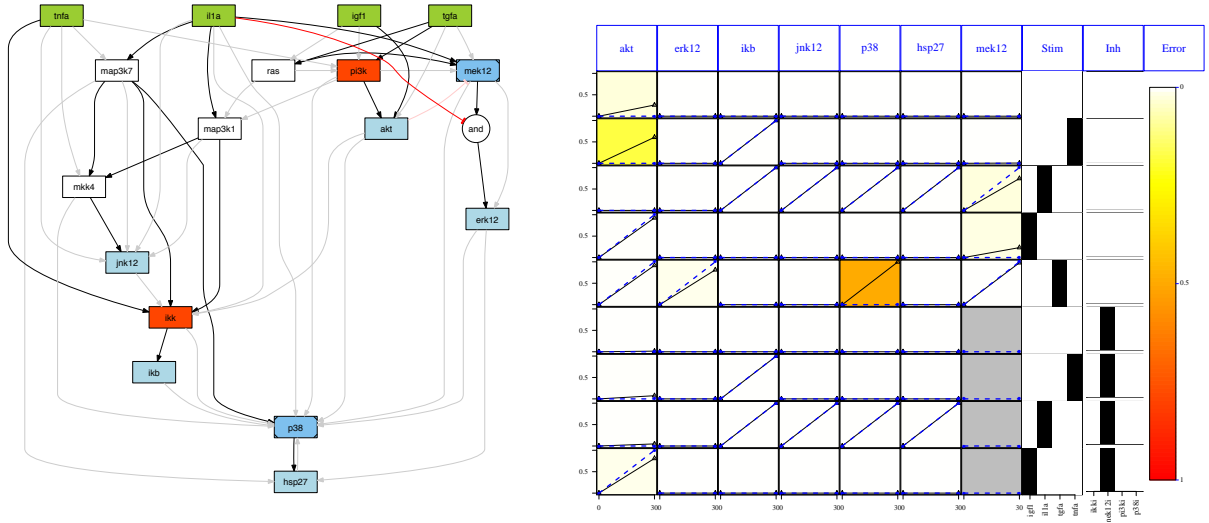 tnfa il1a igf1 tgfa
map3k7 ras pi3k mek12
map3k1 akt and
mkk4
erk12
jnk12
ikk
ikb
p38
hsp27
akt erk12 ikb jnk12 p38 hsp27 mek12 Stim Inh Error
0.5
0.5
0.5
0.5
0.5
0.5
0.5
0.5
0.5
0
0.5
1
0 300 300 300 300 300 300 30
igf1
il1a
tgfa
tnfa
ikki
mek12i
pi3ki
p38i